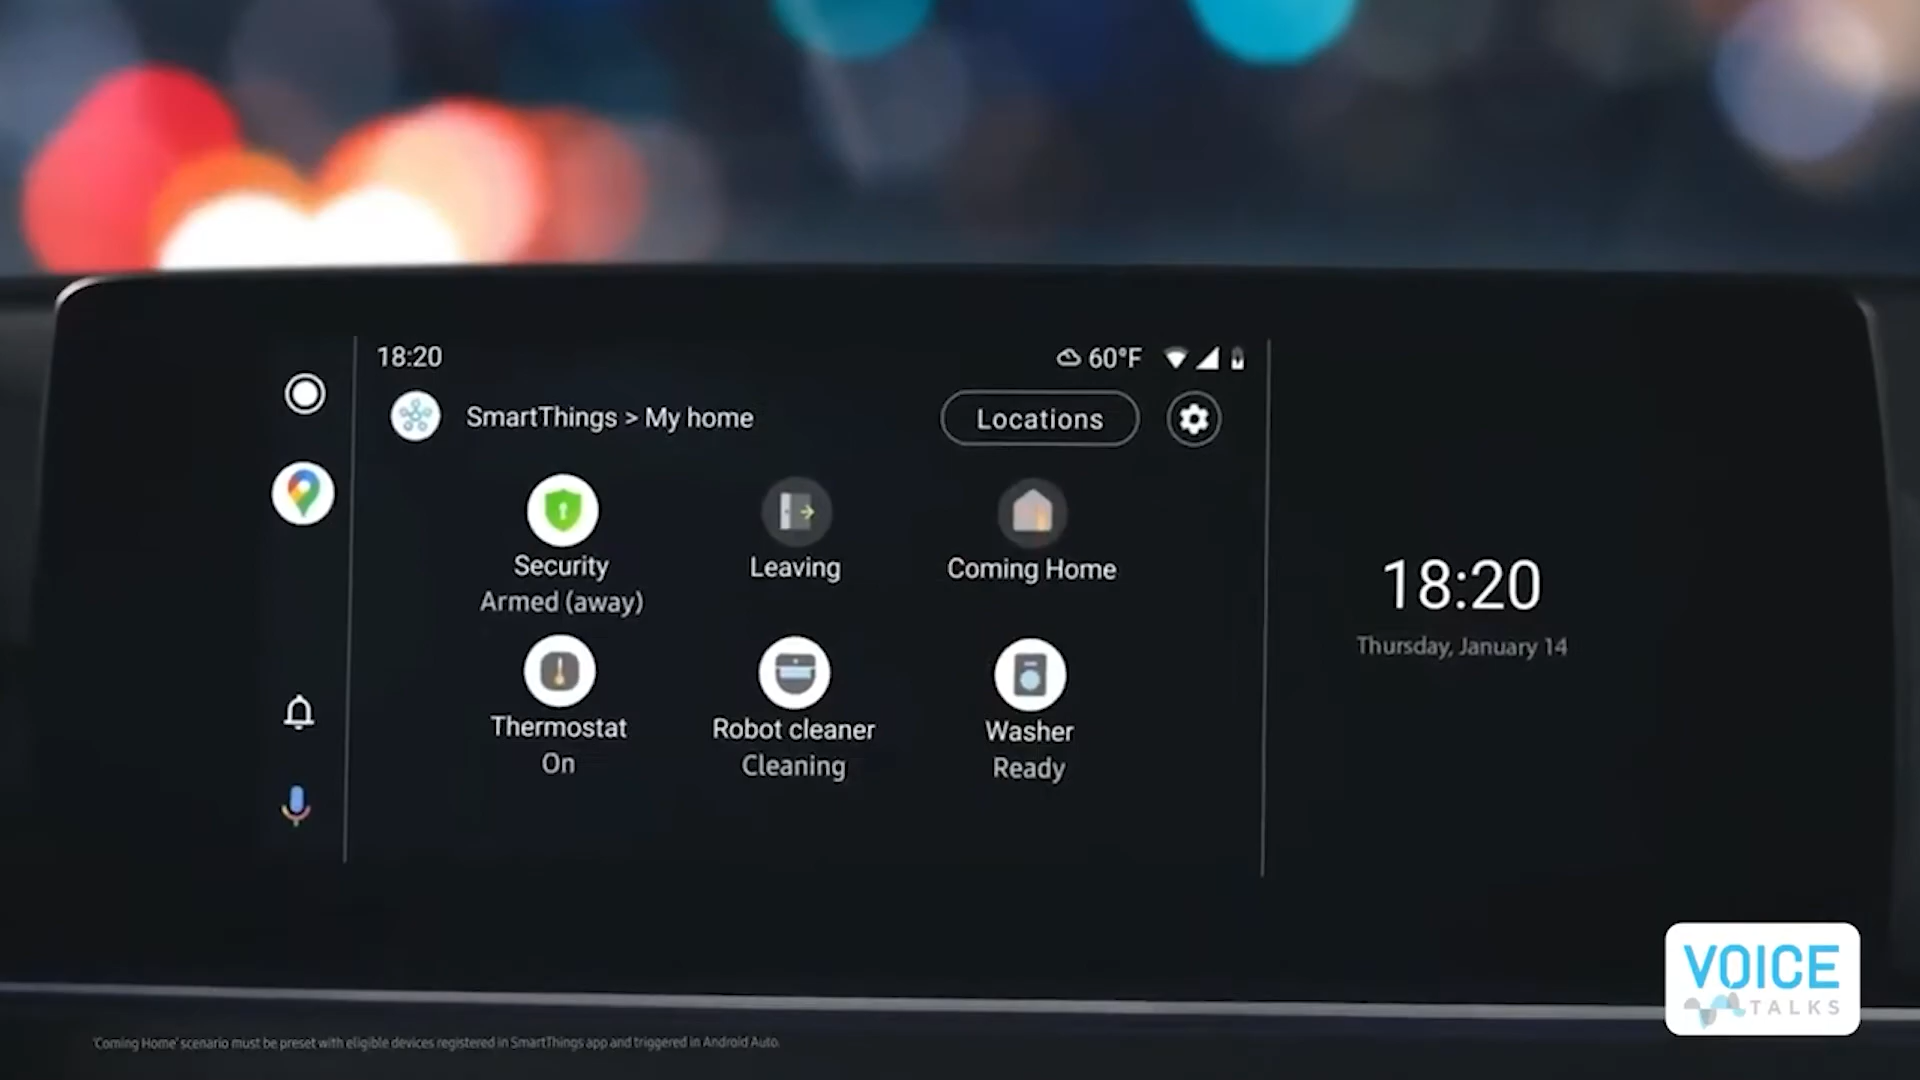 18:20
60°F
SmartThings > My home
Locations
Security
Armed (away)
Leaving
Coming Home
Thermostat
On
Robot cleaner
Cleaning
Washer
Ready
18:20
Thursday, January 14
VOICE
TALKS
'Coming Home' scenario must be preset with eligible devices registered in SmartThings app and triggered in Android Auto.